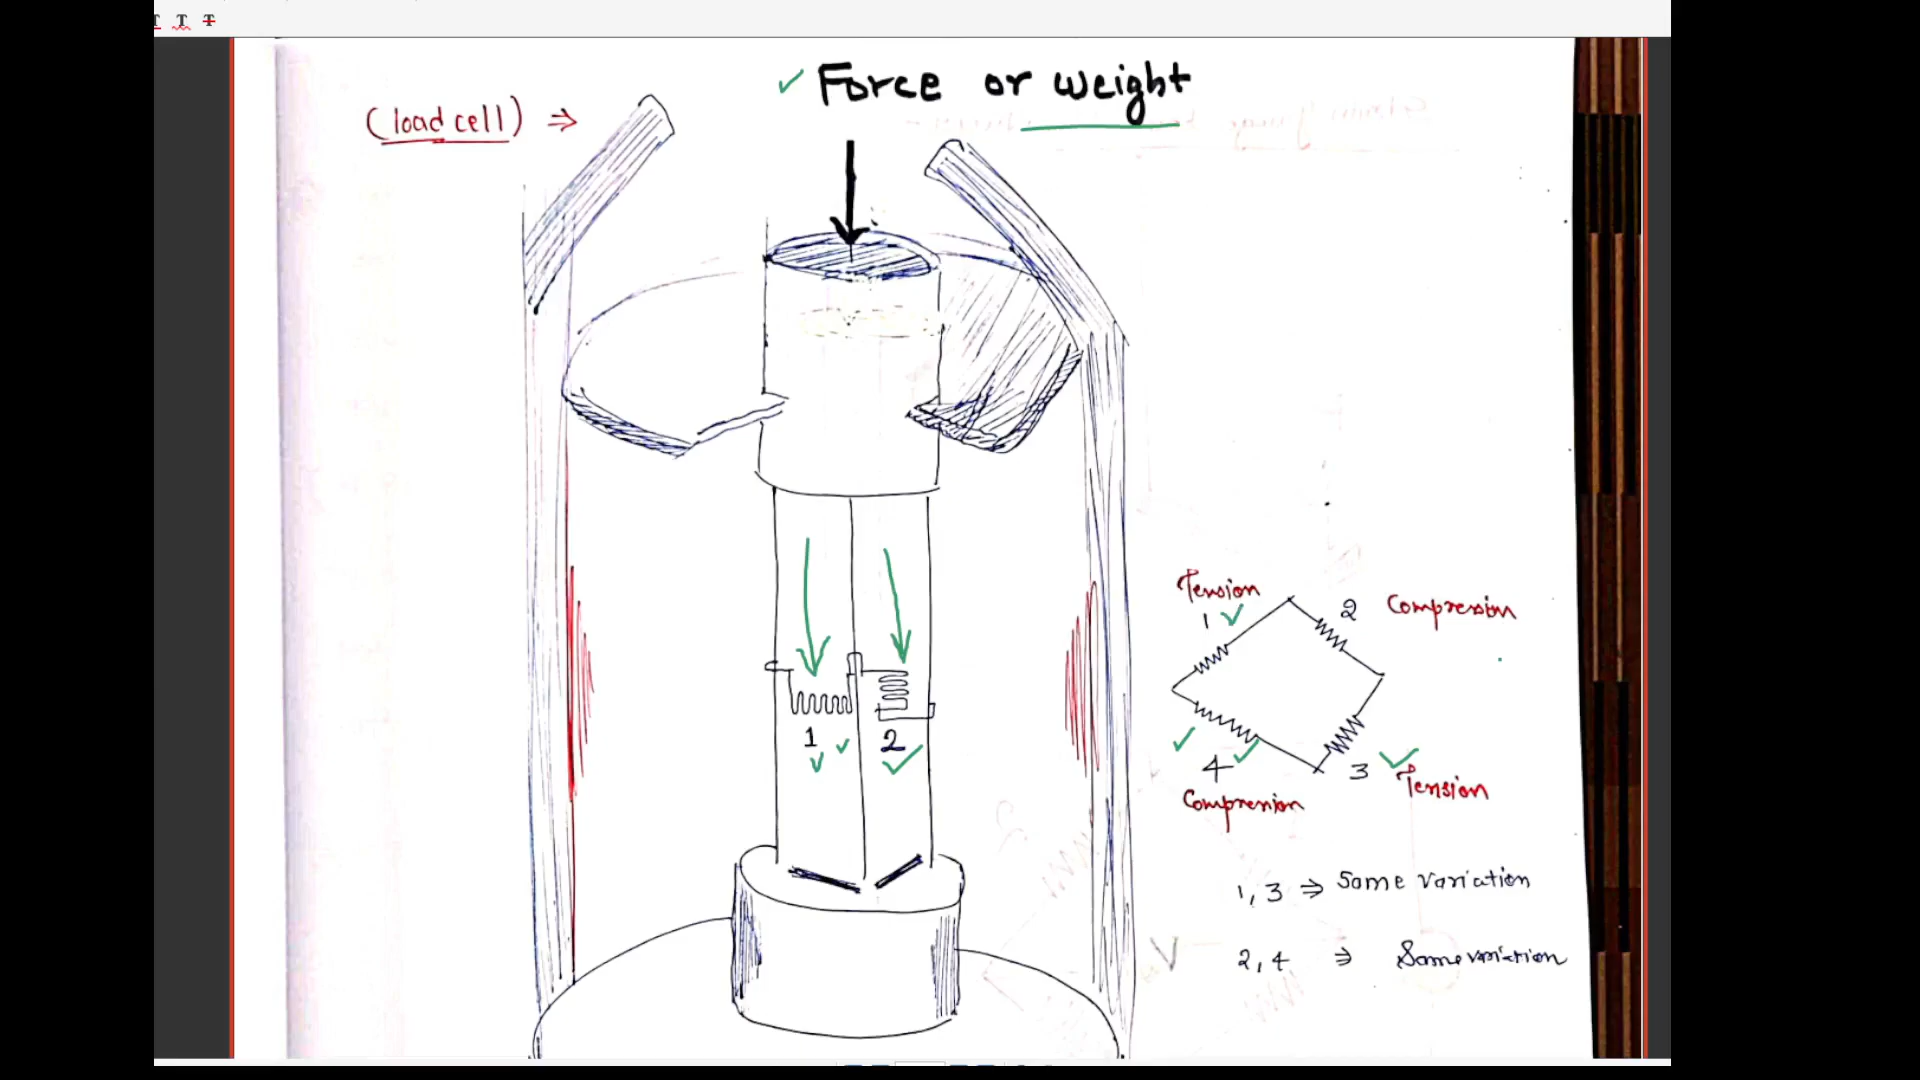 ✓ Force or weight
(load cell) ⇒
Tension
1 ✓
2 Compression
1 ✓ ✓
2 ✓
4 ✓
Compression
3 ✓
Tension
1, 3 ⇒ Same variation
2, 4 ⇒ Same variation